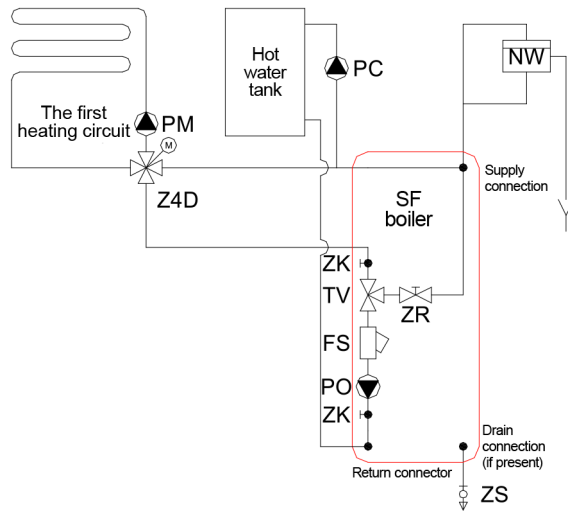 Hot
water
tank
PC
NW
The first
heating circuit
PM
M
Z4D
Supply
connection
SF
boiler
ZK
TV
ZR
FS
PO
ZK
Drain
connection
(if present)
Return connector
ZS